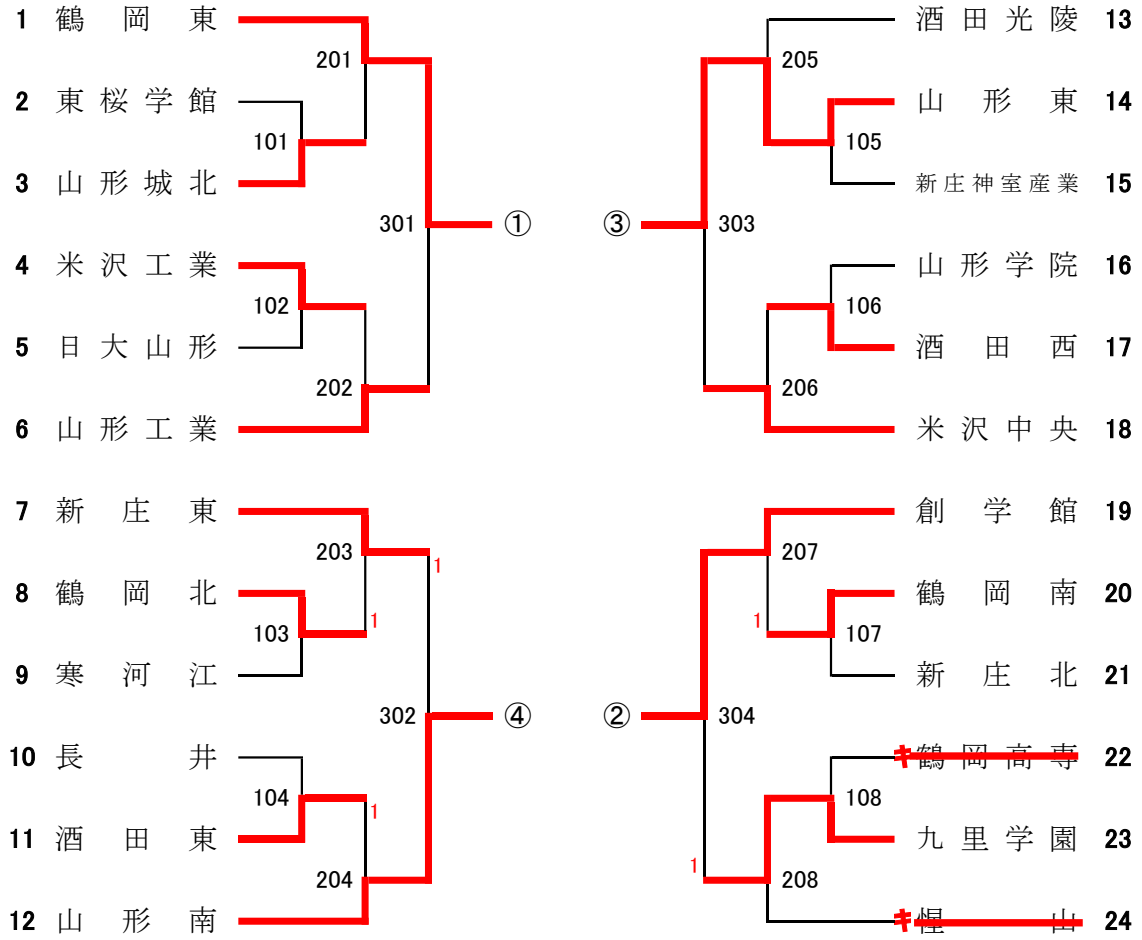 1 鶴岡東
201
2 東桜学館
101
3 山形城北
301 ①
4 米沢工業
102
5 日大山形
202
6 山形工業
7 新庄東
203
1
8 鶴岡北
1
103
9 寒河江
302 ④
10 長井
104
1
11 酒田東
204
12 山形南
酒田光陵 13
205
山形東 14
105
新庄神室産業 15
③ 303
山形学院 16
106
酒田西 17
206
米沢中央 18
創学館 19
207
鶴岡南 20
1
107
新庄北 21
② 304
キ鶴岡高専 22
108
九里学園 23
1
208
キ惺山 24